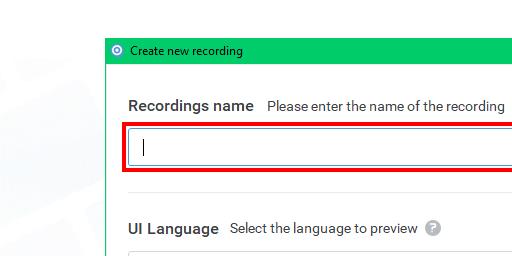 Create new recording
Recordings name Please enter the name of the recording
UI Language Select the language to preview ?